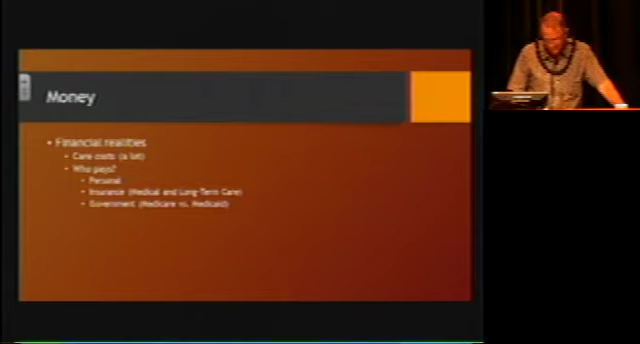 Money
• Financial realities
• Care costs (a lot)
• Who pays?
• Personal
• Insurance (Medical and Long-Term Care)
• Government (Medicare vs. Medicaid)